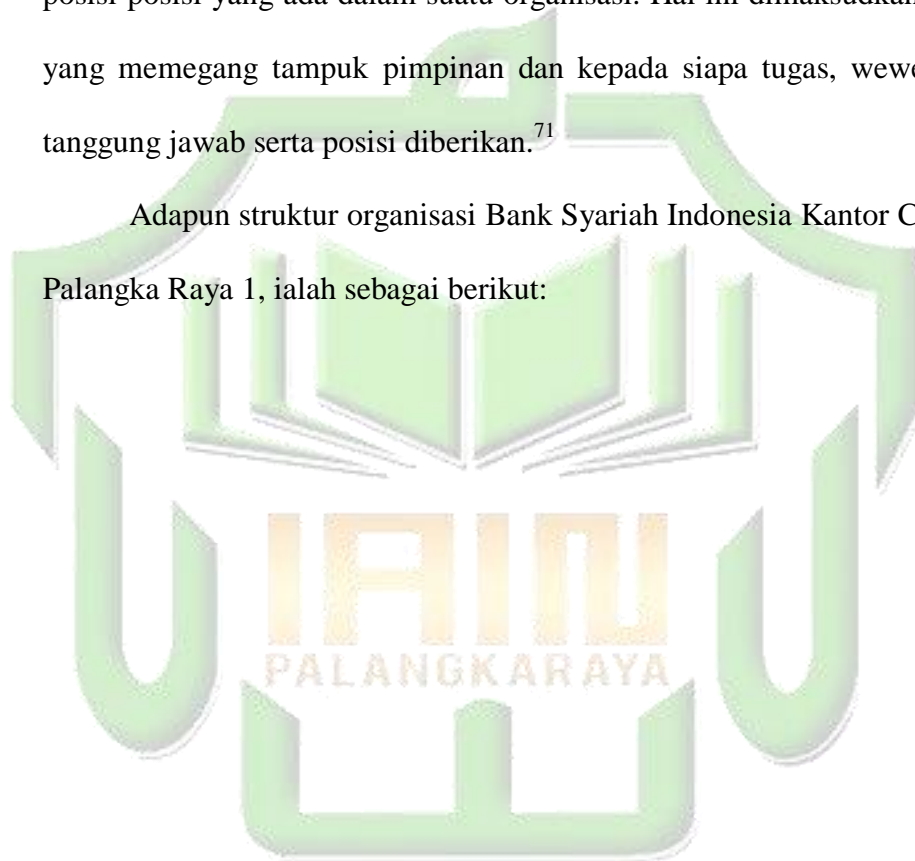 posisi-posisi yang ada dalam suatu organisasi. Hal ini dimaksudkan
yang memegang tampuk pimpinan dan kepada siapa tugas, wewe
tanggung jawab serta posisi diberikan.71
Adapun struktur organisasi Bank Syariah Indonesia Kantor C
Palangka Raya 1, ialah sebagai berikut:
IAIN
PALANGKARAYA